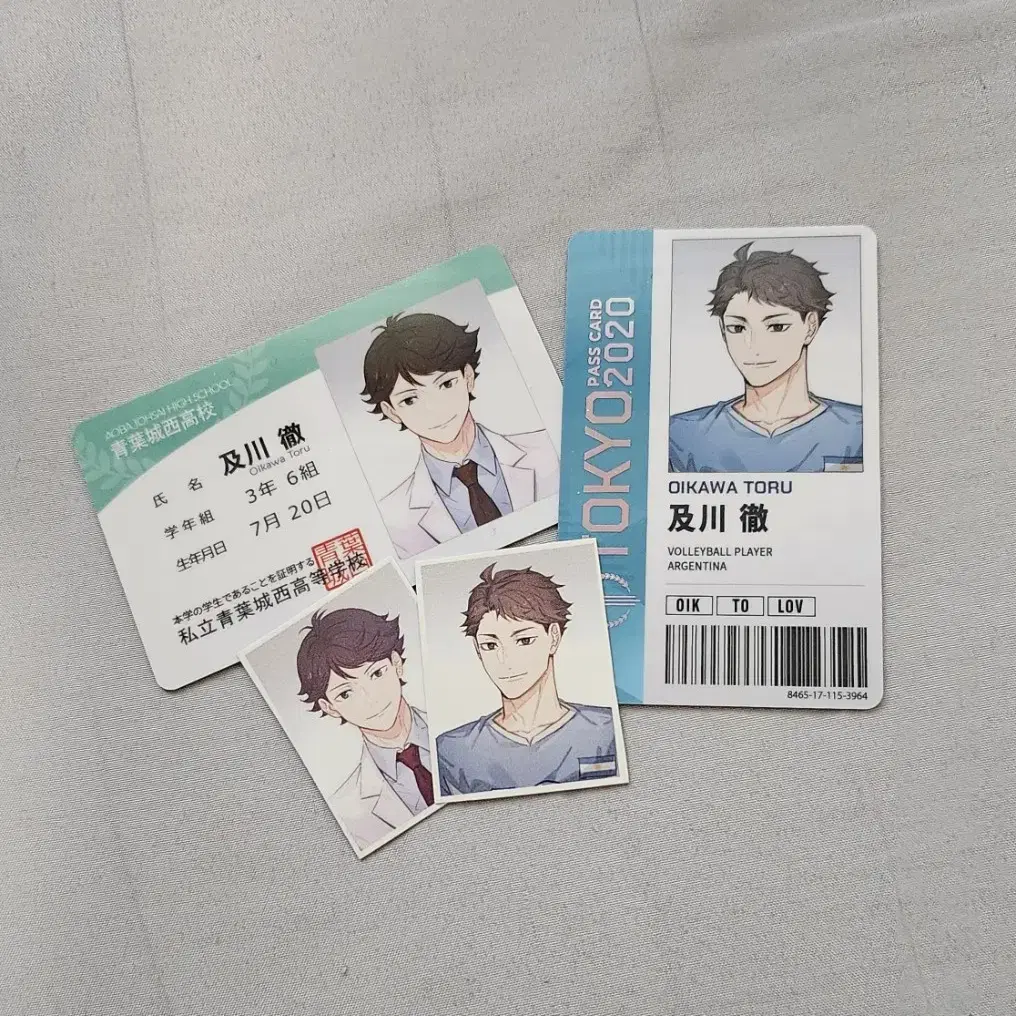 AOBA JOHSAI HIGH SCHOOL
青葉城西高校
氏 名 及川 徹
Oikawa Toru
学年組 3年 6組
生年月日 7月 20日
本学の学生であることを証明する
私立青葉城西高等学校
青葉
TOKYO 2020
PASS CARD
OIKAWA TORU
及川 徹
VOLLEYBALL PLAYER
ARGENTINA
OIK TO LOV
8465-17-115-3964